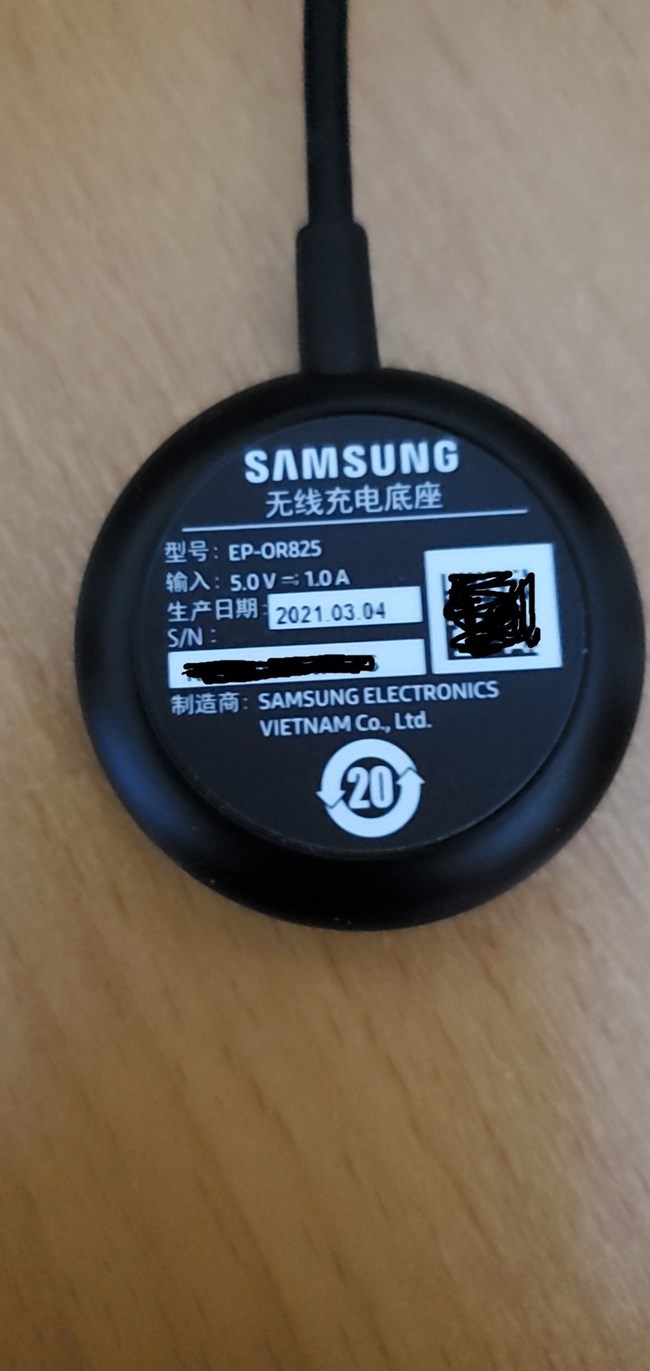 SAMSUNG
无线充电底座
型号: EP-OR825
输入: 5.0 V ⎓ 1.0 A
生产日期: 2021.03.04
S/N :
制造商: SAMSUNG ELECTRONICS
VIETNAM Co., Ltd.
20